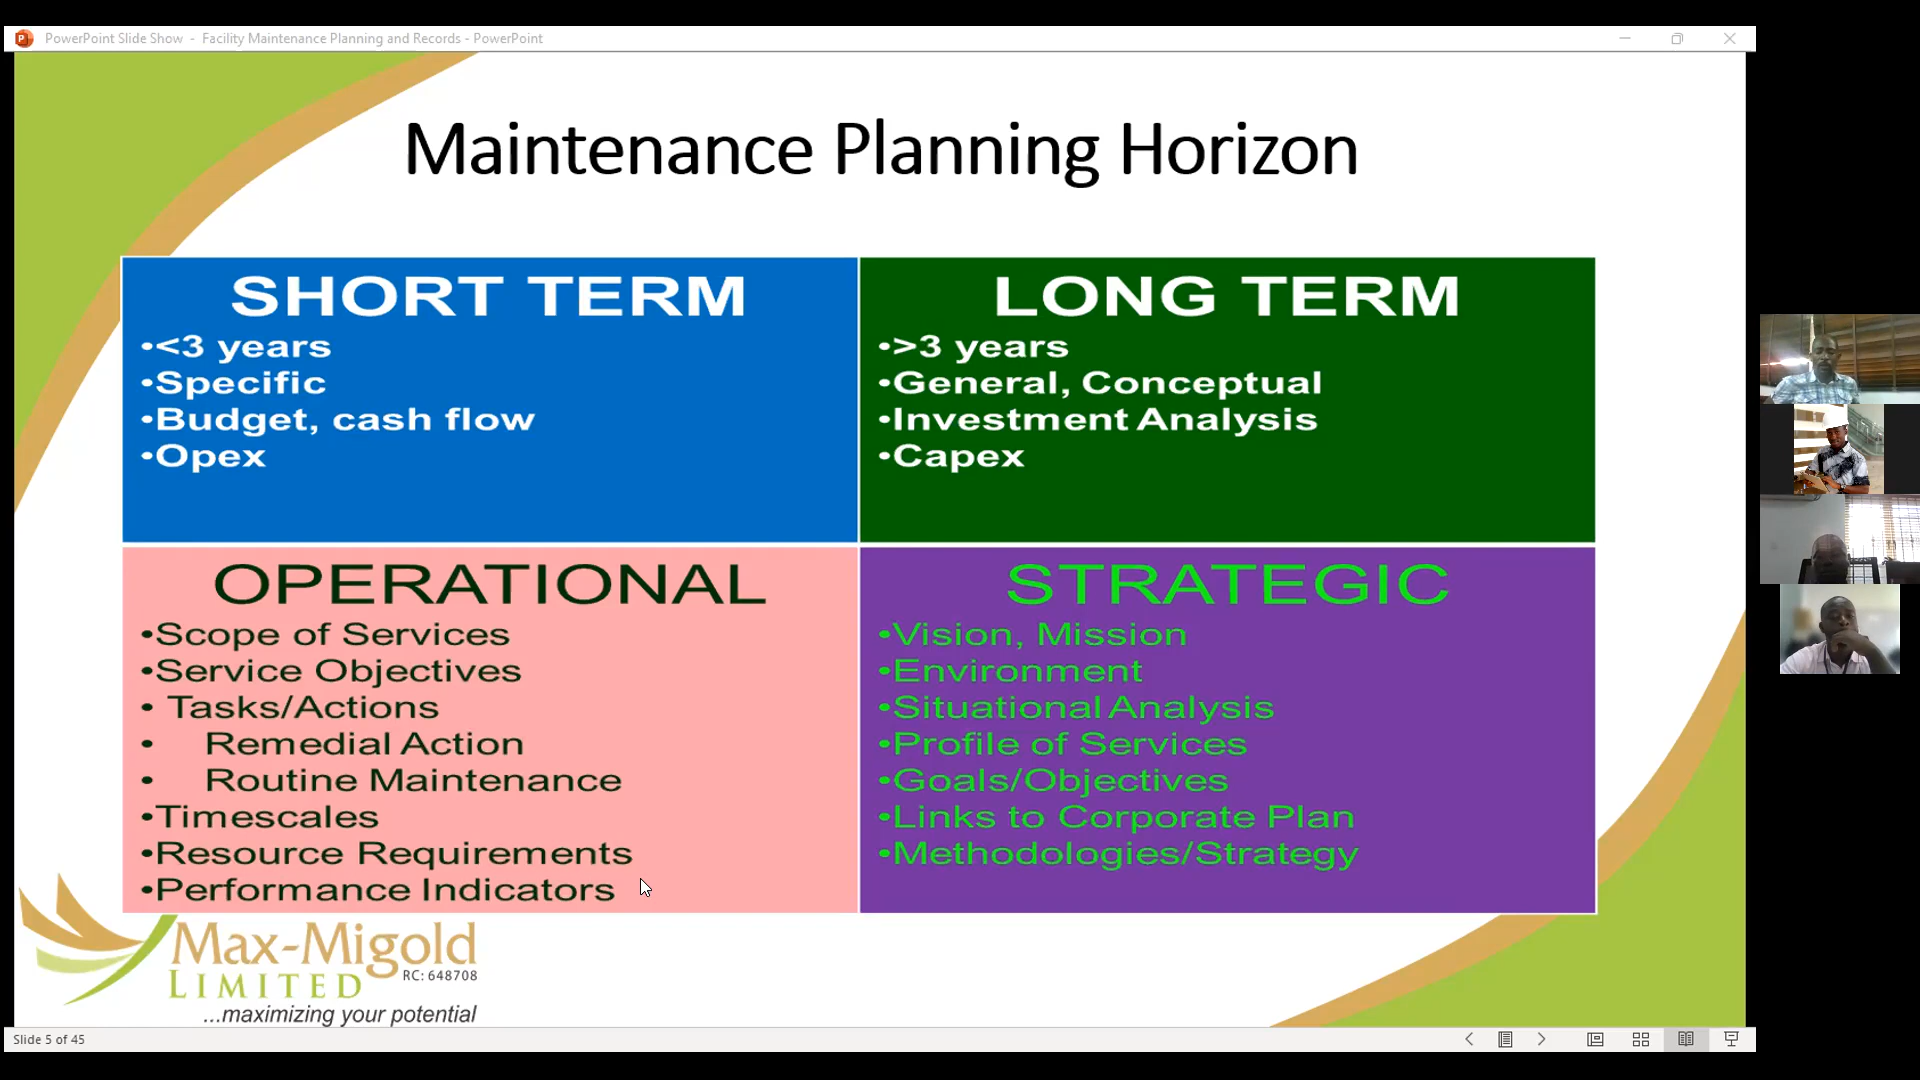 PowerPoint Slide Show - Facility Maintenance Planning and Records - PowerPoint
Maintenance Planning Horizon
SHORT TERM
•<3 years
•Specific
•Budget, cash flow
•Opex
LONG TERM
•>3 years
•General, Conceptual
•Investment Analysis
•Capex
OPERATIONAL
•Scope of Services
•Service Objectives
• Tasks/Actions
• Remedial Action
• Routine Maintenance
•Timescales
•Resource Requirements
•Performance Indicators
STRATEGIC
•Vision, Mission
•Environment
•Situational Analysis
•Profile of Services
•Goals/Objectives
•Links to Corporate Plan
•Methodologies/Strategy
Max-Migold
LIMITED RC: 648708
...maximizing your potential
Slide 5 of 45